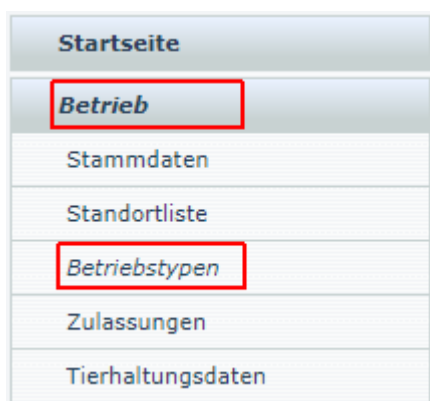 Startseite
Betrieb
Stammdaten
Standortliste
Betriebstypen
Zulassungen
Tierhaltungsdaten